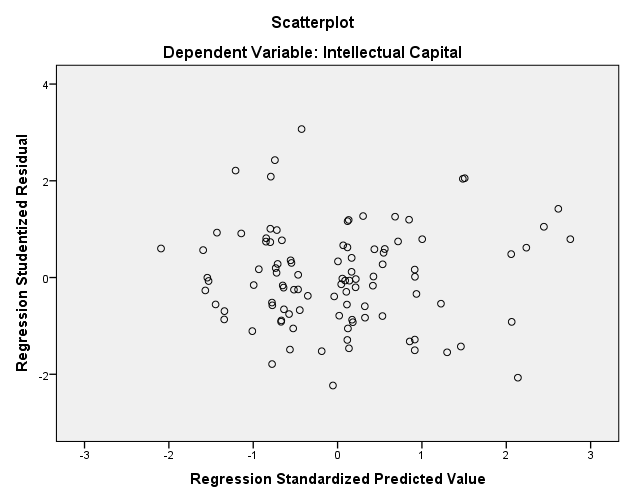 Scatterplot
Dependent Variable: Intellectual Capital
Regression Studentized Residual
4
2
0
-2
-3
-2
-1
0
1
2
3
Regression Standardized Predicted Value